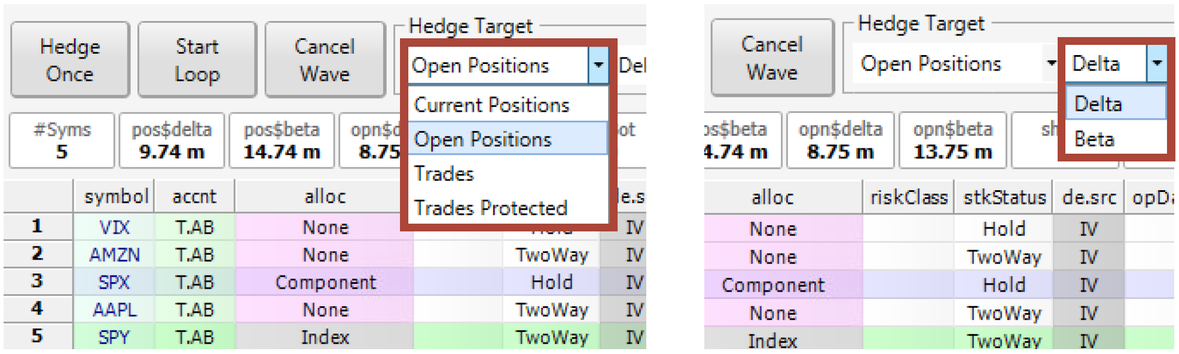 Hedge Once
Start Loop
Cancel Wave
Hedge Target
Open Positions
Del
Current Positions
Open Positions
Trades
Trades Protected
#Syms
5
pos$delta
9.74 m
pos$beta
14.74 m
opn$d
8.75
ot
symbol accnt alloc de.s
1 VIX T.AB None Hold IV
2 AMZN T.AB None TwoWay IV
3 SPX T.AB Component Hold IV
4 AAPL T.AB None TwoWay IV
5 SPY T.AB Index TwoWay IV
Cancel Wave
Hedge Target
Open Positions
Delta
Delta
Beta
os$beta
4.74 m
opn$delta
8.75 m
opn$beta
13.75 m
sh
alloc riskClass stkStatus de.src opDa
None Hold IV
None TwoWay IV
Component Hold IV
None TwoWay IV
Index TwoWay IV